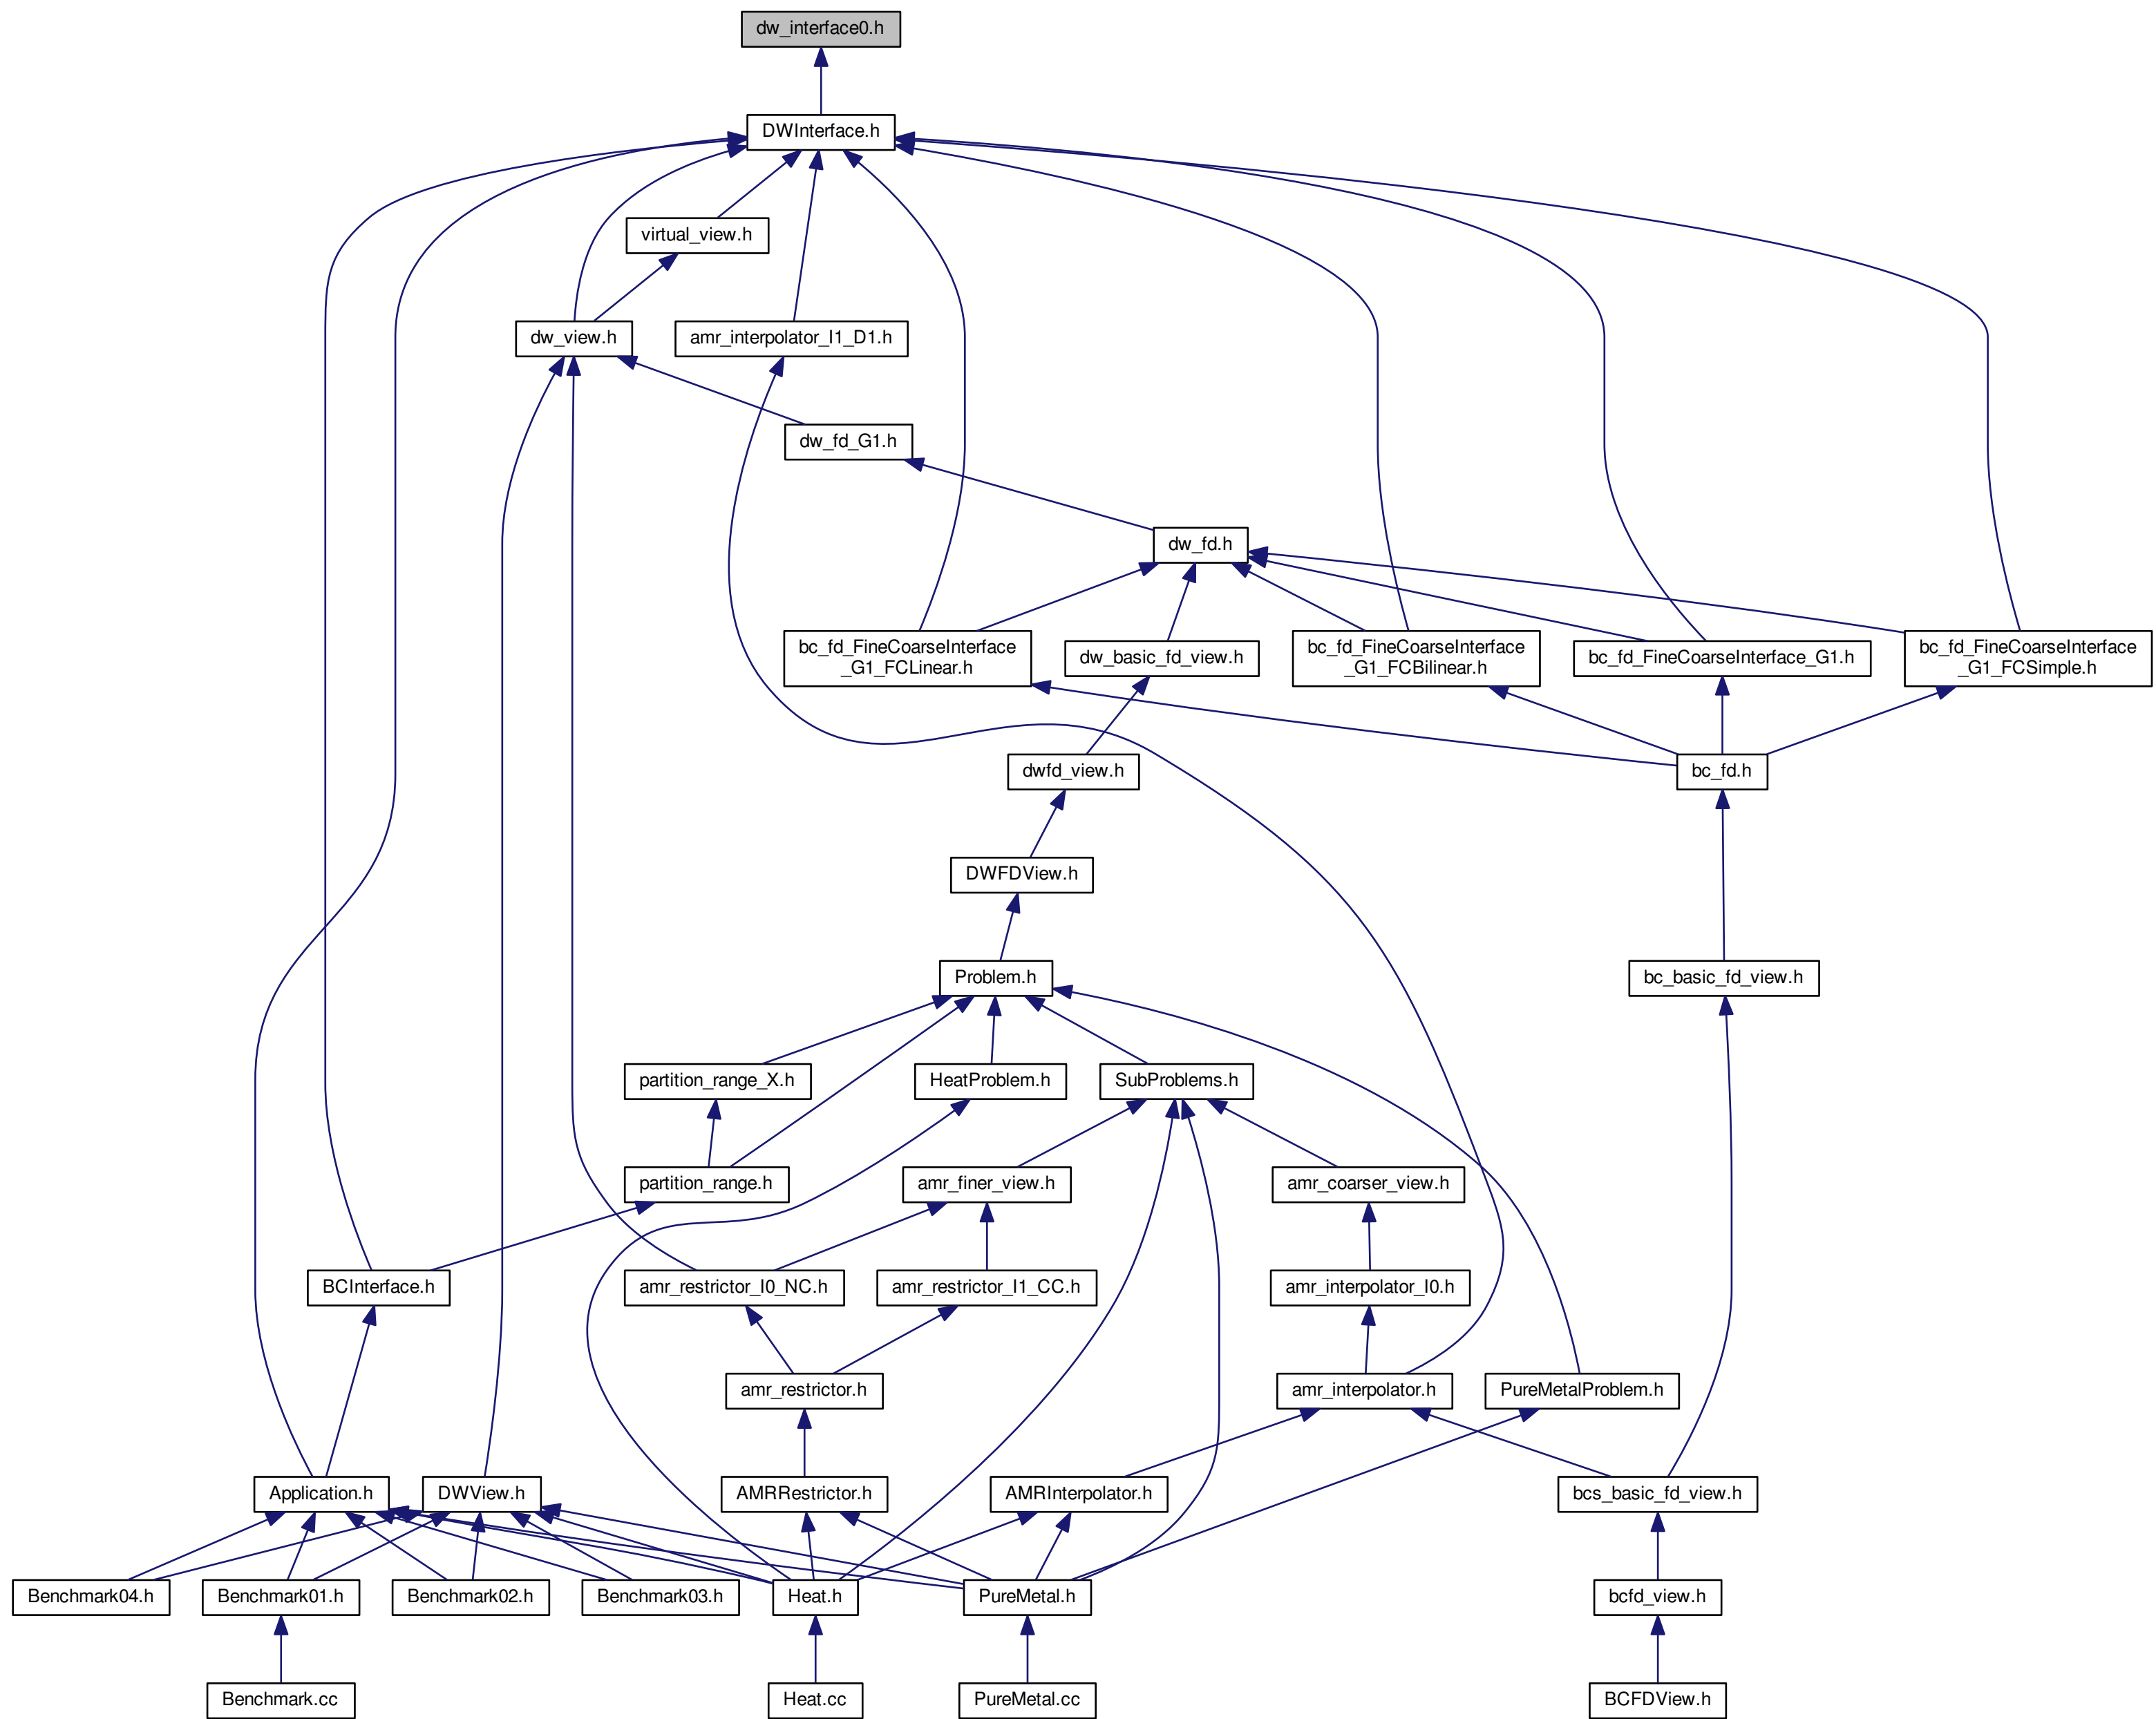 dw_interface0.h
DWInterface.h
virtual_view.h
dw_view.h
amr_interpolator_I1_D1.h
dw_fd_G1.h
dw_fd.h
bc_fd_FineCoarseInterface
_G1_FCLinear.h
dw_basic_fd_view.h
bc_fd_FineCoarseInterface
_G1_FCBilinear.h
bc_fd_FineCoarseInterface_G1.h
bc_fd_FineCoarseInterface
_G1_FCSimple.h
dwfd_view.h
bc_fd.h
DWFDView.h
Problem.h
bc_basic_fd_view.h
partition_range_X.h
HeatProblem.h
SubProblems.h
partition_range.h
amr_finer_view.h
amr_coarser_view.h
BCInterface.h
amr_restrictor_I0_NC.h
amr_restrictor_I1_CC.h
amr_interpolator_I0.h
amr_restrictor.h
amr_interpolator.h
PureMetalProblem.h
Application.h
DWView.h
AMRRestrictor.h
AMRInterpolator.h
bcs_basic_fd_view.h
Benchmark04.h
Benchmark01.h
Benchmark02.h
Benchmark03.h
Heat.h
PureMetal.h
bcfd_view.h
Benchmark.cc
Heat.cc
PureMetal.cc
BCFDView.h